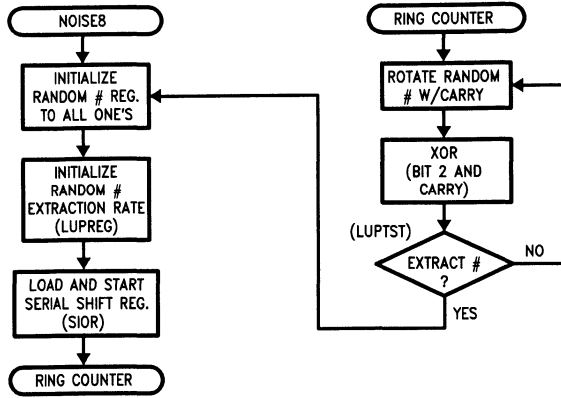 NOISE8
INITIALIZE
RANDOM # REG.
TO ALL ONE'S
INITIALIZE
RANDOM #
EXTRACTION RATE
(LUPREG)
LOAD AND START
SERIAL SHIFT REG.
(SIOR)
RING COUNTER
RING COUNTER
ROTATE RANDOM
# W/CARRY
XOR
(BIT 2 AND
CARRY)
(LUPTST)
EXTRACT #
?
NO
YES